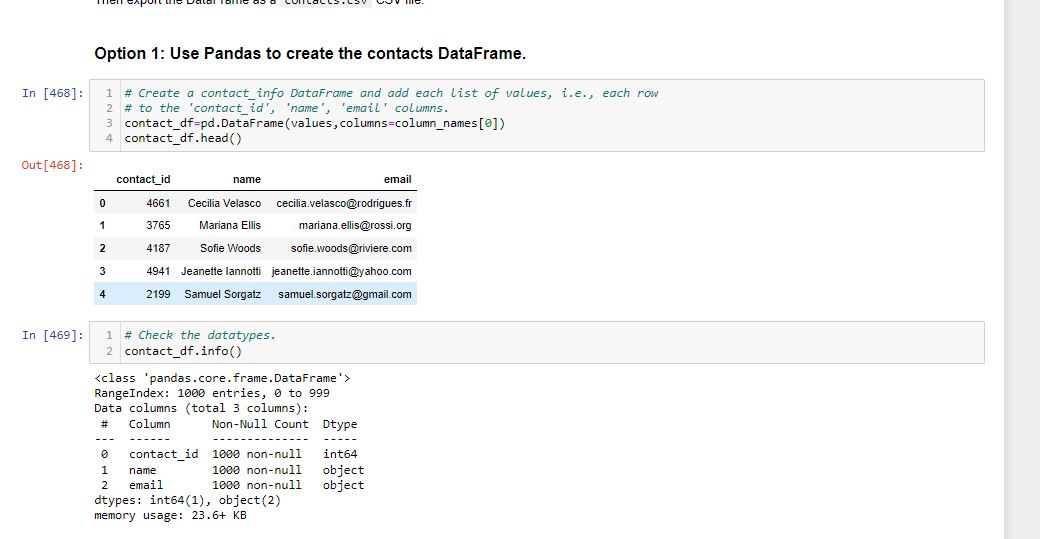 Then export the DataFrame as a contacts.csv CSV file.
Option 1: Use Pandas to create the contacts DataFrame.
In [468]:
1 # Create a contact_info DataFrame and add each list of values, i.e., each row
2 # to the 'contact_id', 'name', 'email' columns.
3 contact_df=pd.DataFrame(values,columns=column_names[0])
4 contact_df.head()
Out[468]:
contact_id name email
0 4661 Cecilia Velasco cecilia.velasco@rodrigues.fr
1 3765 Mariana Ellis mariana.ellis@rossi.org
2 4187 Sofie Woods sofie.woods@riviere.com
3 4941 Jeanette Iannotti jeanette.iannotti@yahoo.com
4 2199 Samuel Sorgatz samuel.sorgatz@gmail.com
In [469]:
1 # Check the datatypes.
2 contact_df.info()
<class 'pandas.core.frame.DataFrame'>
RangeIndex: 1000 entries, 0 to 999
Data columns (total 3 columns):
# Column Non-Null Count Dtype
--- ------ -------------- -----
0 contact_id 1000 non-null int64
1 name 1000 non-null object
2 email 1000 non-null object
dtypes: int64(1), object(2)
memory usage: 23.6+ KB